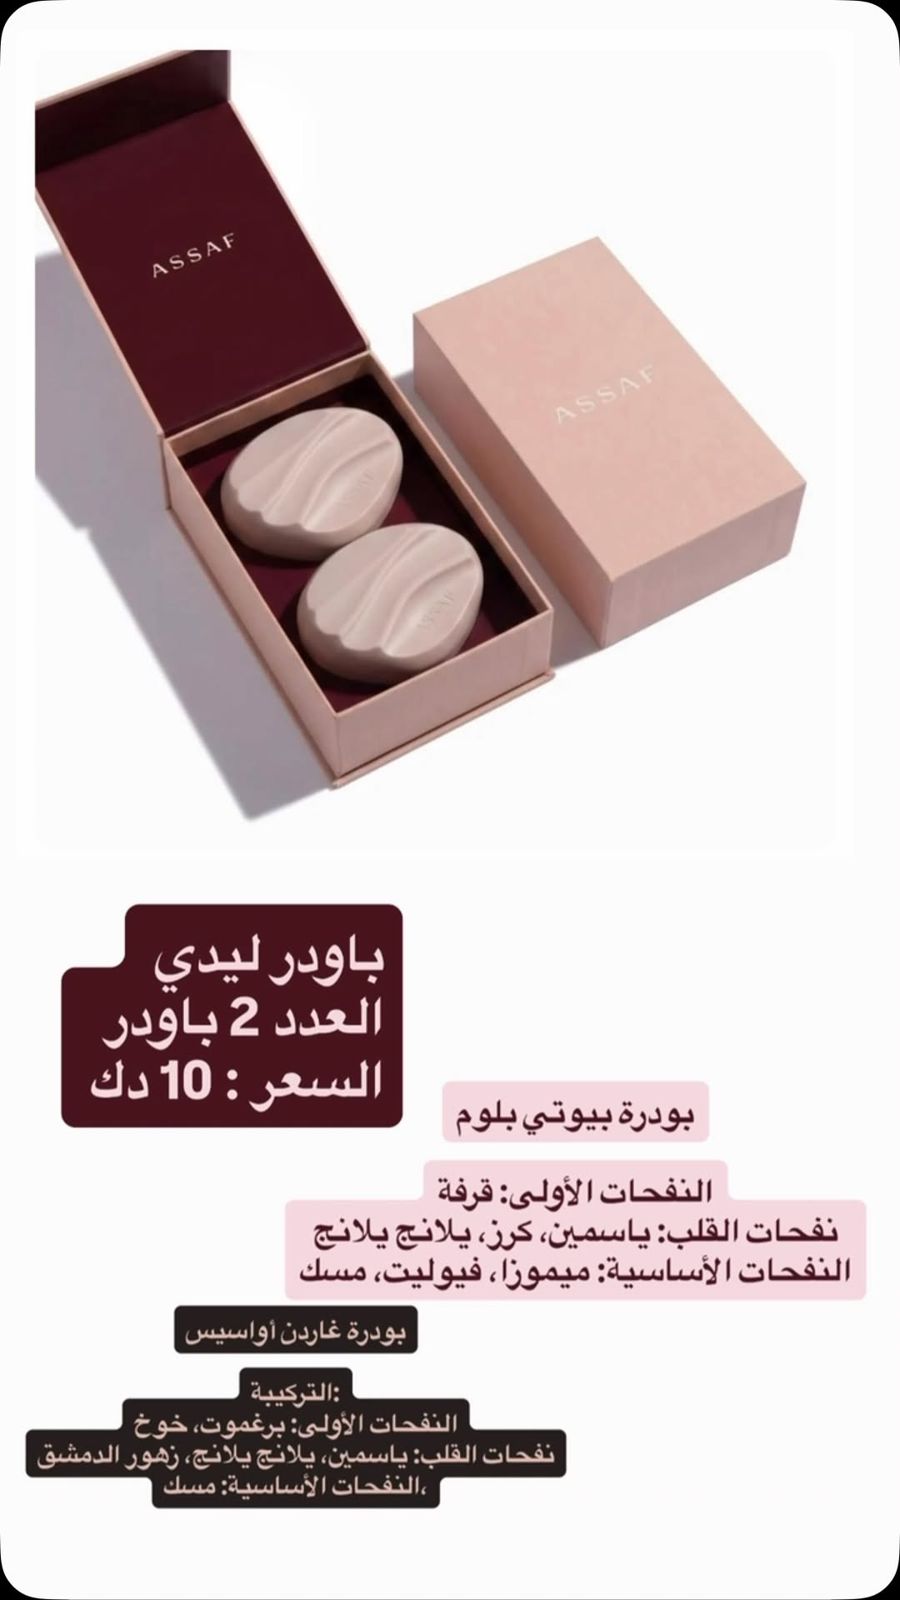 ASSAF
ASSAF
ASSAF
باودر ليدي
العدد 2 باودر
السعر : 10 دك
بودرة بيوتي بلوم
النفحات الأولى: قرفة
نفحات القلب: ياسمين، كرز، يلانج يلانج
النفحات الأساسية: ميموزا، فيوليت، مسك
بودرة غاردن أواسيس
:التركيبة
النفحات الأولى: برغموت، خوخ
نفحات القلب: ياسمين، يلانج يلانج، زهور الدمشق
،النفحات الأساسية: مسك